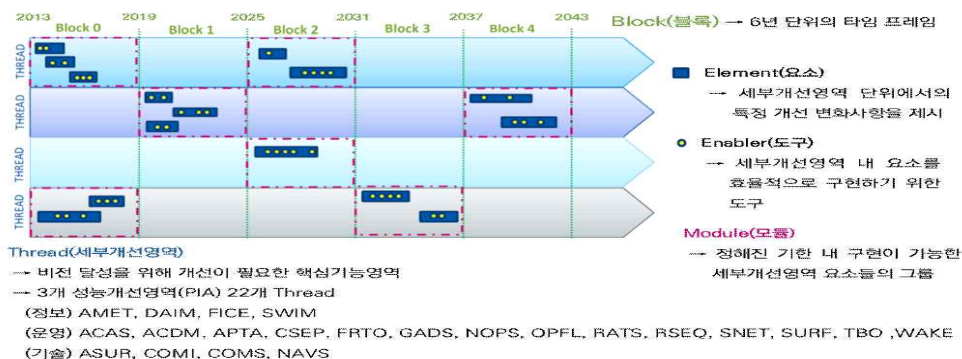 2013 2019 2025 2031 2037 2043
Block 0 Block 1 Block 2 Block 3 Block 4
Block(블록) → 6년 단위의 타임 프레임
THREAD
THREAD
THREAD
THREAD
Element(요소)
→ 세부개선영역 단위에서의
특정 개선 변화사항을 제시
Enabler(도구)
→ 세부개선영역 내 요소를
효율적으로 구현하기 위한
도구
Module(모듈)
→ 정해진 기한 내 구현이 가능한
세부개선영역 요소들의 그룹
Thread(세부개선영역)
→ 비전 달성을 위해 개선이 필요한 핵심기능영역
→ 3개 성능개선영역(PIA) 22개 Thread
(정보) AMET, DAIM, FICE, SWIM
(운영) ACAS, ACDM, APTA, CSEP, FRTO, GADS, NOPS, OPFL, RATS, RSEQ, SNET, SURF, TBO ,WAKE
(기술) ASUR, COMI, COMS, NAVS